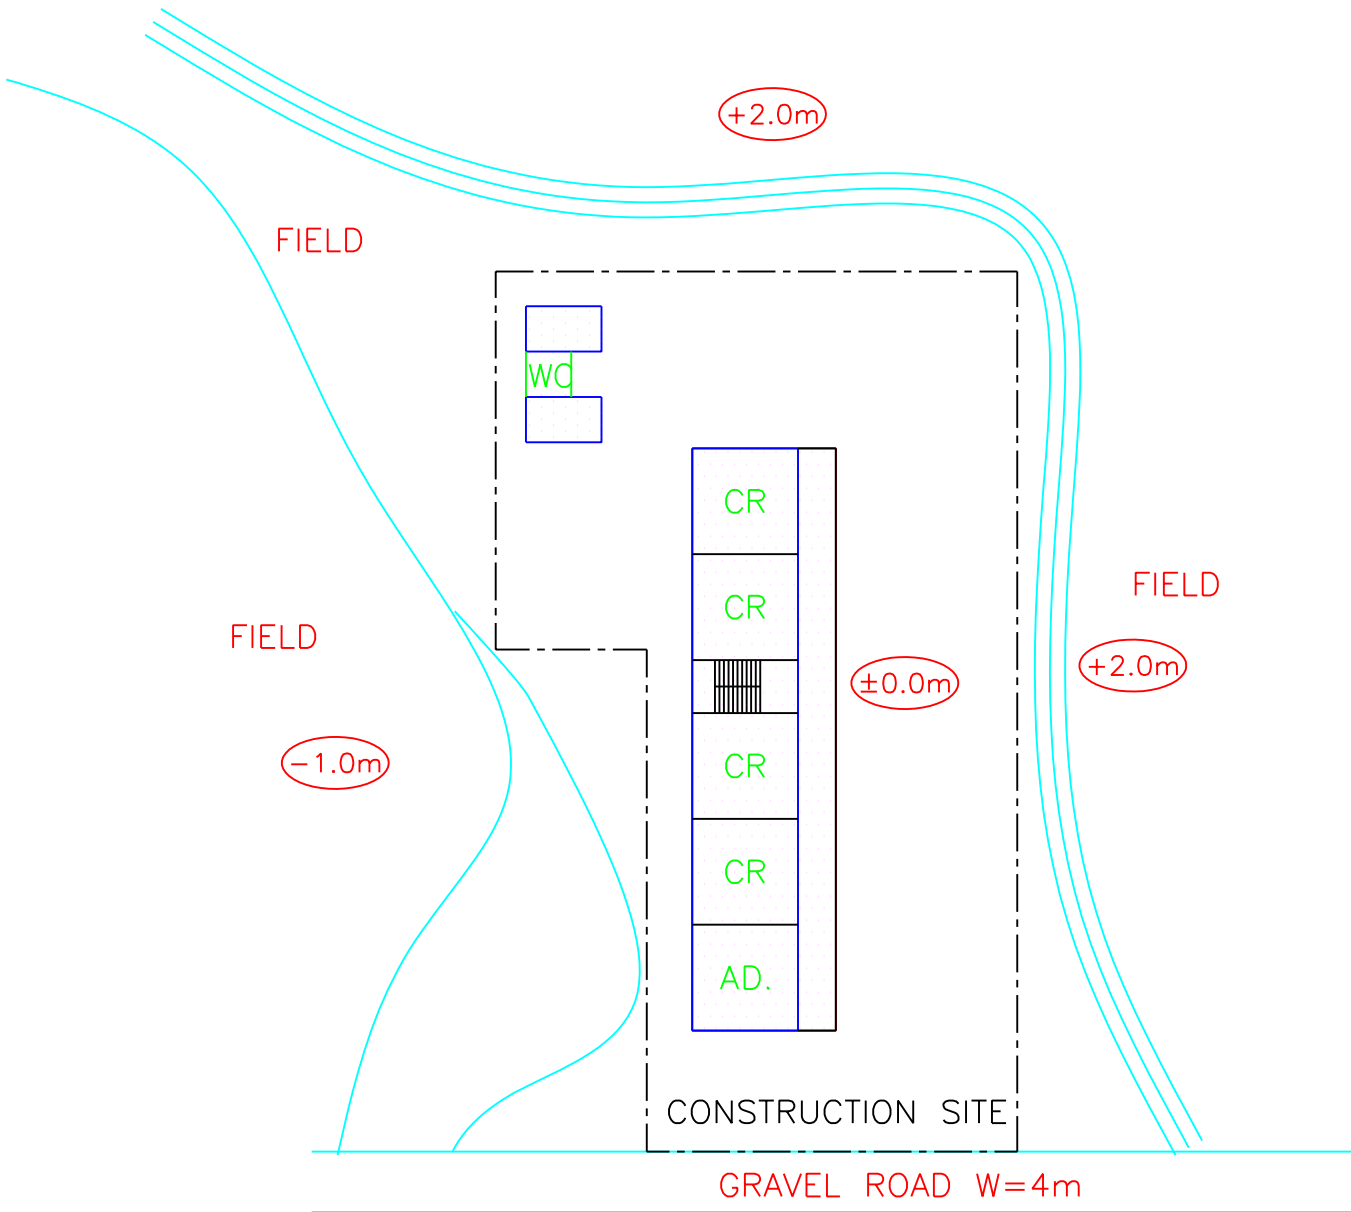 +2.0m
FIELD
WC
CR
CR
FIELD
FIELD
+2.0m
±0.0m
-1.0m
CR
CR
AD.
CONSTRUCTION SITE
GRAVEL ROAD W=4m